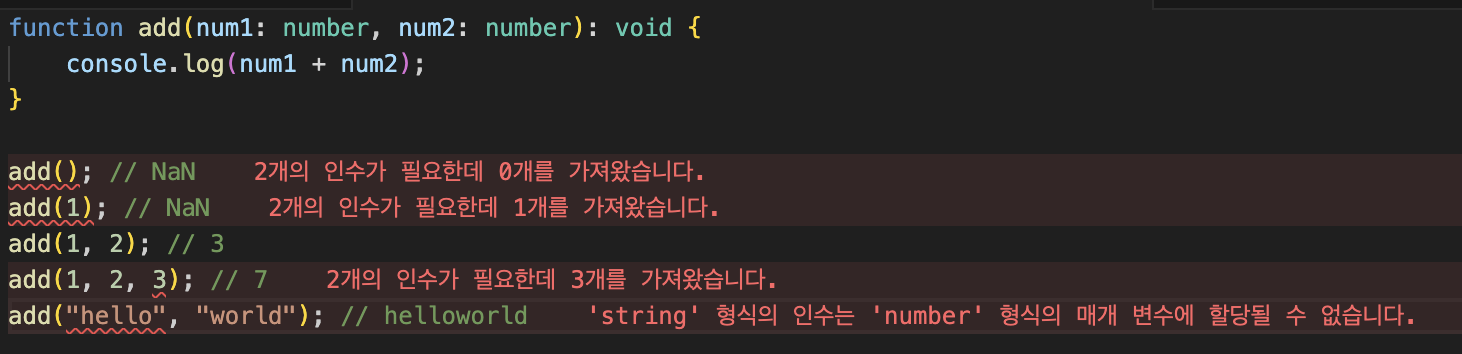 function add(num1: number, num2: number): void {
    console.log(num1 + num2);
}
add(); // NaN    2개의 인수가 필요한데 0개를 가져왔습니다.
add(1); // NaN    2개의 인수가 필요한데 1개를 가져왔습니다.
add(1, 2); // 3
add(1, 2, 3); // 7    2개의 인수가 필요한데 3개를 가져왔습니다.
add("hello", "world"); // helloworld    'string' 형식의 인수는 'number' 형식의 매개 변수에 할당될 수 없습니다.